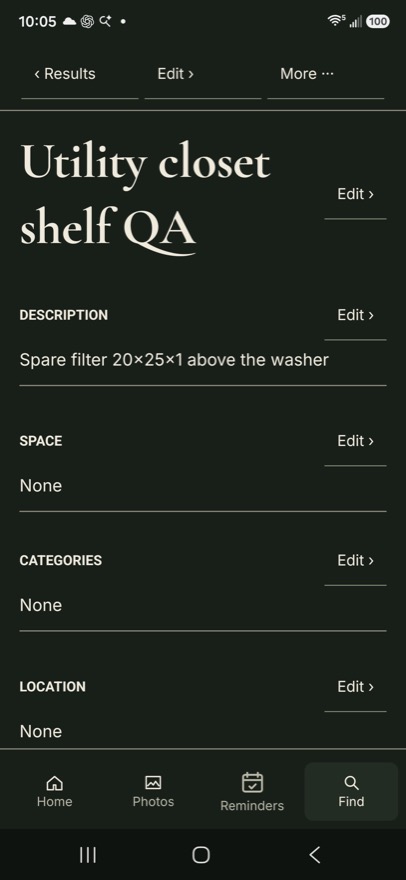 10:05
5
100
‹ Results
Edit ›
More ···
Utility closet
shelf QA
Edit ›
DESCRIPTION
Edit ›
Spare filter 20×25×1 above the washer
SPACE
Edit ›
None
CATEGORIES
Edit ›
None
LOCATION
Edit ›
None
Home
Photos
Reminders
Find